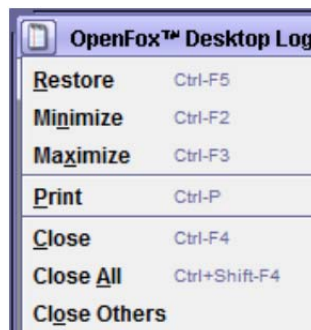 OpenFox™ Desktop Log
Restore Ctrl-F5
Minimize Ctrl-F2
Maximize Ctrl-F3
Print Ctrl-P
Close Ctrl-F4
Close All Ctrl+Shift-F4
Close Others